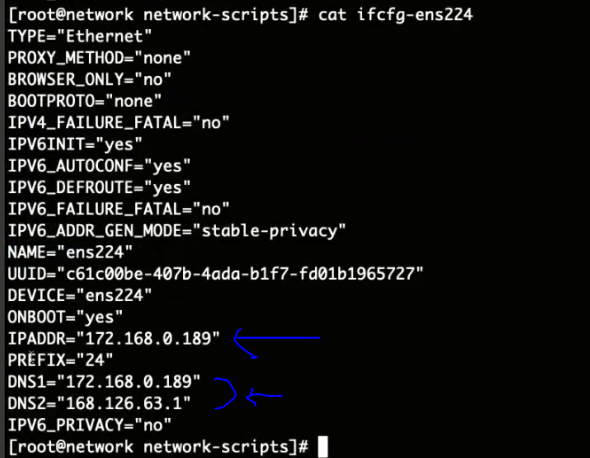 [root@network network-scripts]# cat ifcfg-ens224
TYPE="Ethernet"
PROXY_METHOD="none"
BROWSER_ONLY="no"
BOOTPROTO="none"
IPV4_FAILURE_FATAL="no"
IPV6INIT="yes"
IPV6_AUTOCONF="yes"
IPV6_DEFROUTE="yes"
IPV6_FAILURE_FATAL="no"
IPV6_ADDR_GEN_MODE="stable-privacy"
NAME="ens224"
UUID="c61c00be-407b-4ada-b1f7-fd01b1965727"
DEVICE="ens224"
ONBOOT="yes"
IPADDR="172.168.0.189"
PREFIX="24"
DNS1="172.168.0.189"
DNS2="168.126.63.1"
IPV6_PRIVACY="no"
[root@network network-scripts]#